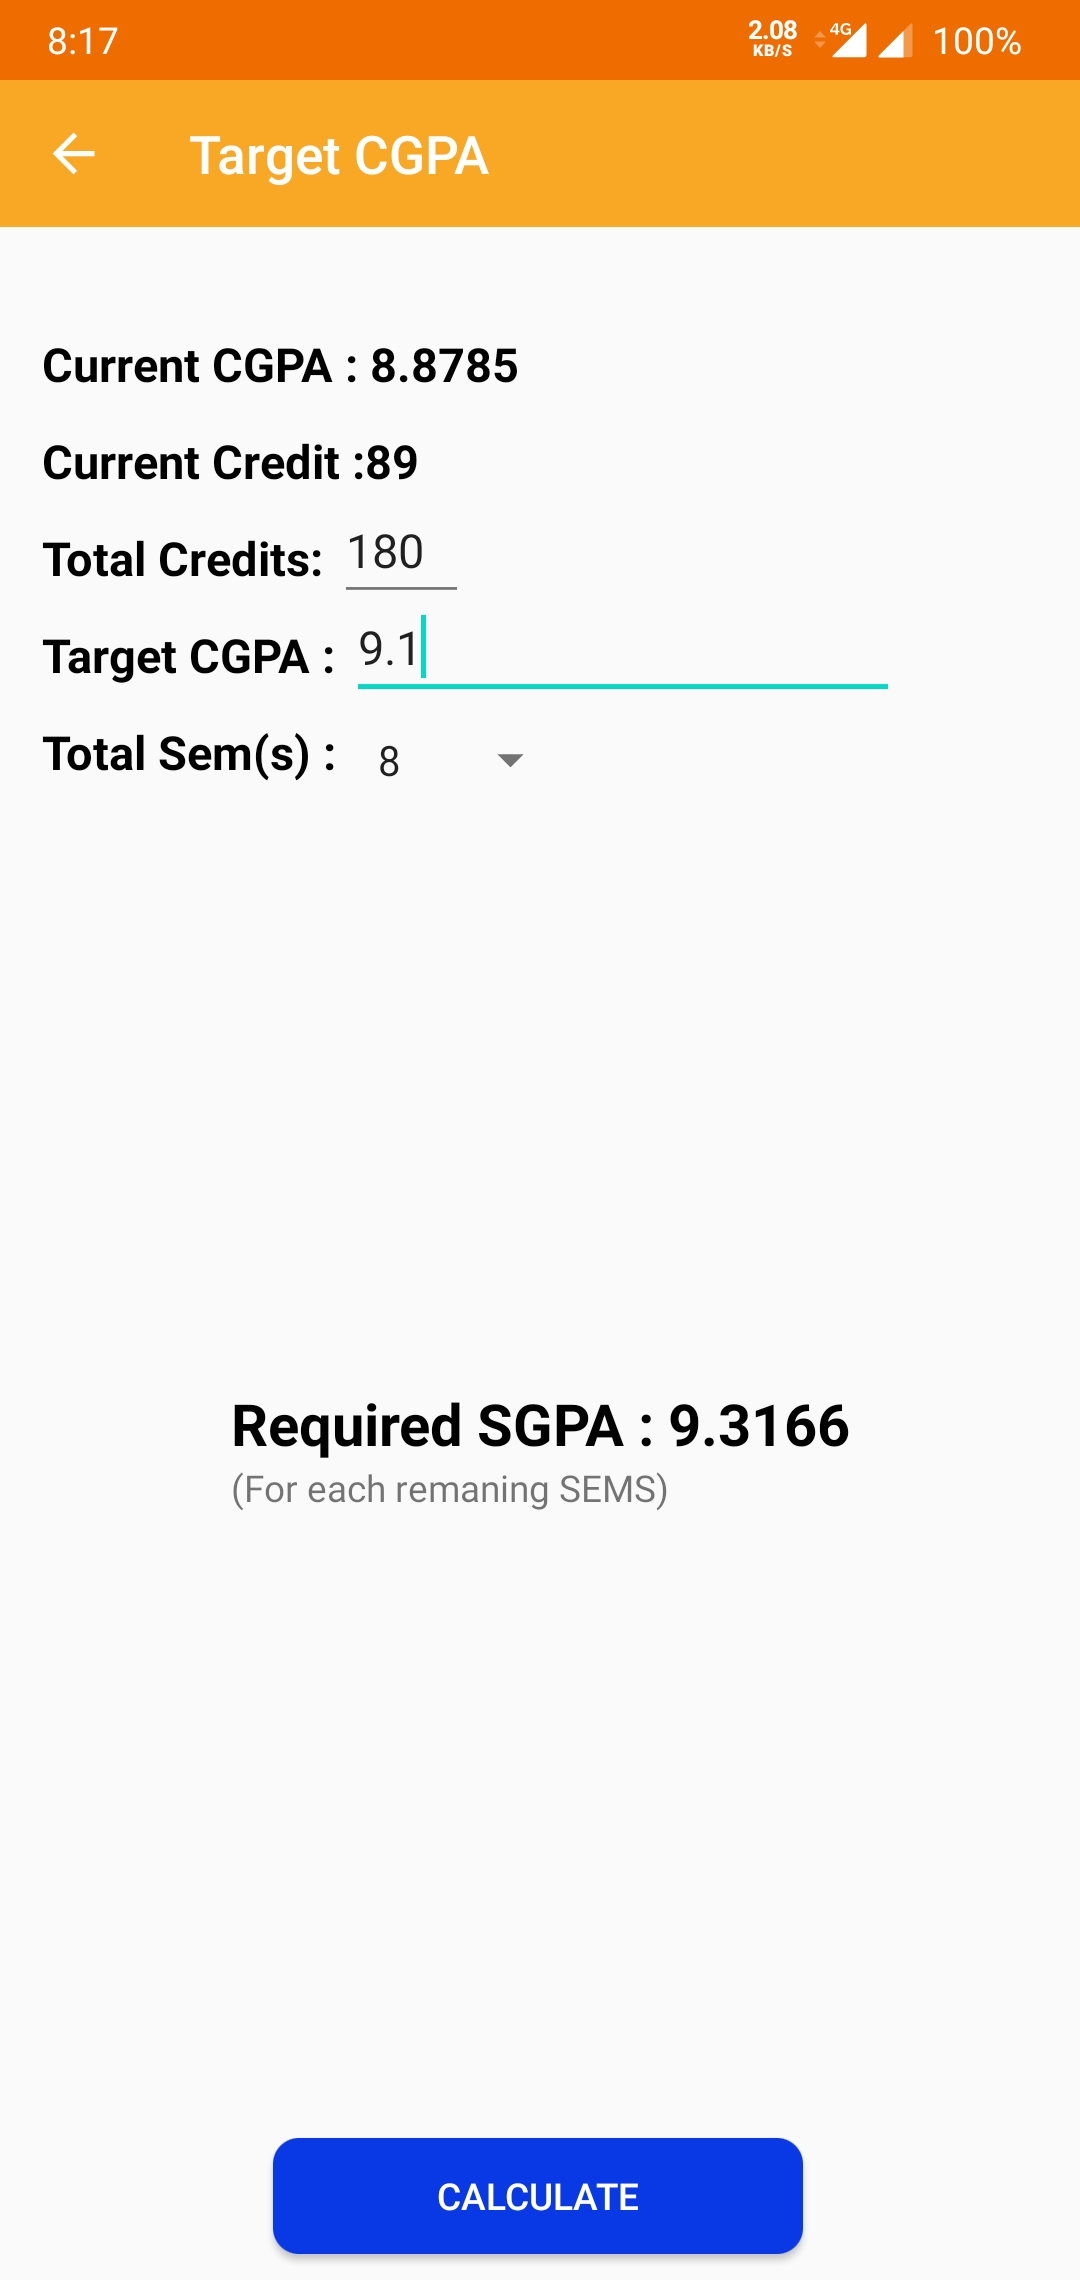 8:17 2.08 KB/S 4G 100%
Target CGPA
Current CGPA : 8.8785
Current Credit :89
Total Credits: 180
Target CGPA : 9.1
Total Sem(s) : 8
Required SGPA : 9.3166
(For each remaning SEMS)
CALCULATE